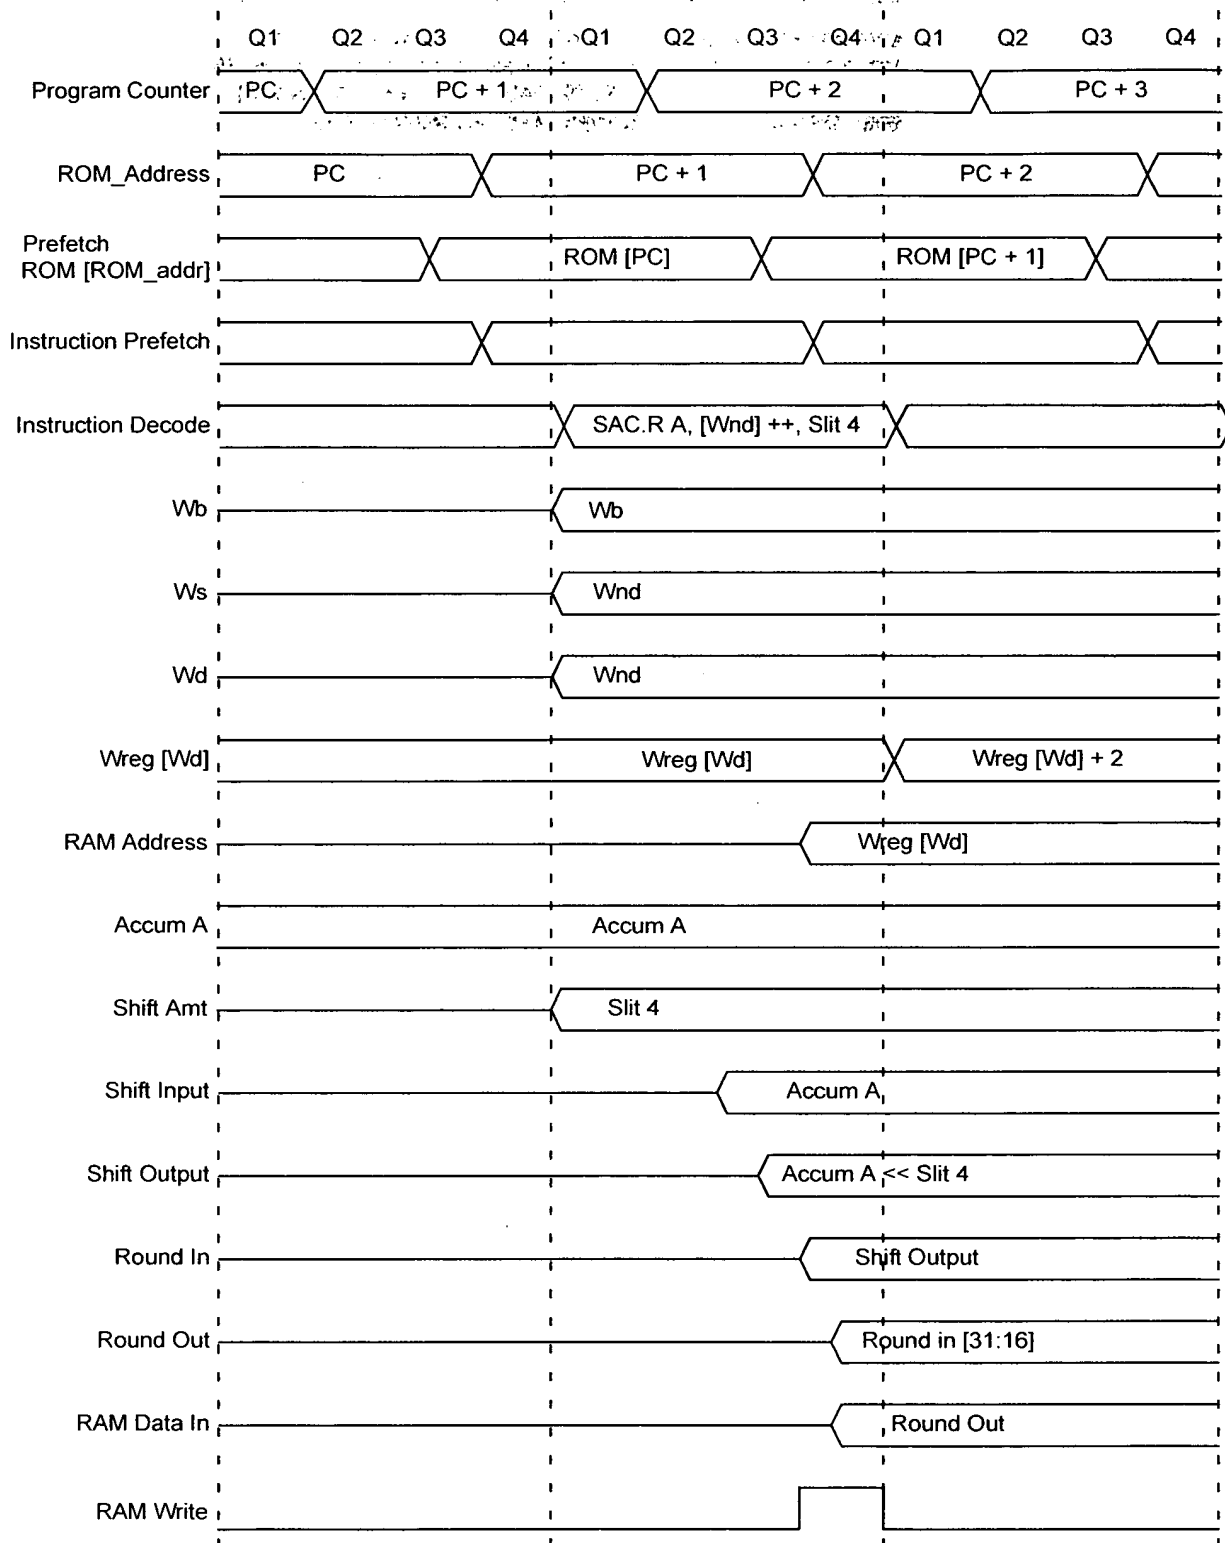 Q1 Q2 Q3 Q4 Q1 Q2 Q3 Q4 Q1 Q2 Q3 Q4
Program Counter PC PC + 1 PC + 2 PC + 3
ROM_Address PC PC + 1 PC + 2
Prefetch
ROM [ROM_addr] ROM [PC] ROM [PC + 1]
Instruction Prefetch
Instruction Decode SAC.R A, [Wnd] ++, Slit 4
Wb Wb
Ws Wnd
Wd Wnd
Wreg [Wd] Wreg [Wd] Wreg [Wd] + 2
RAM Address Wreg [Wd]
Accum A Accum A
Shift Amt Slit 4
Shift Input Accum A
Shift Output Accum A << Slit 4
Round In Shift Output
Round Out Round in [31:16]
RAM Data In Round Out
RAM Write